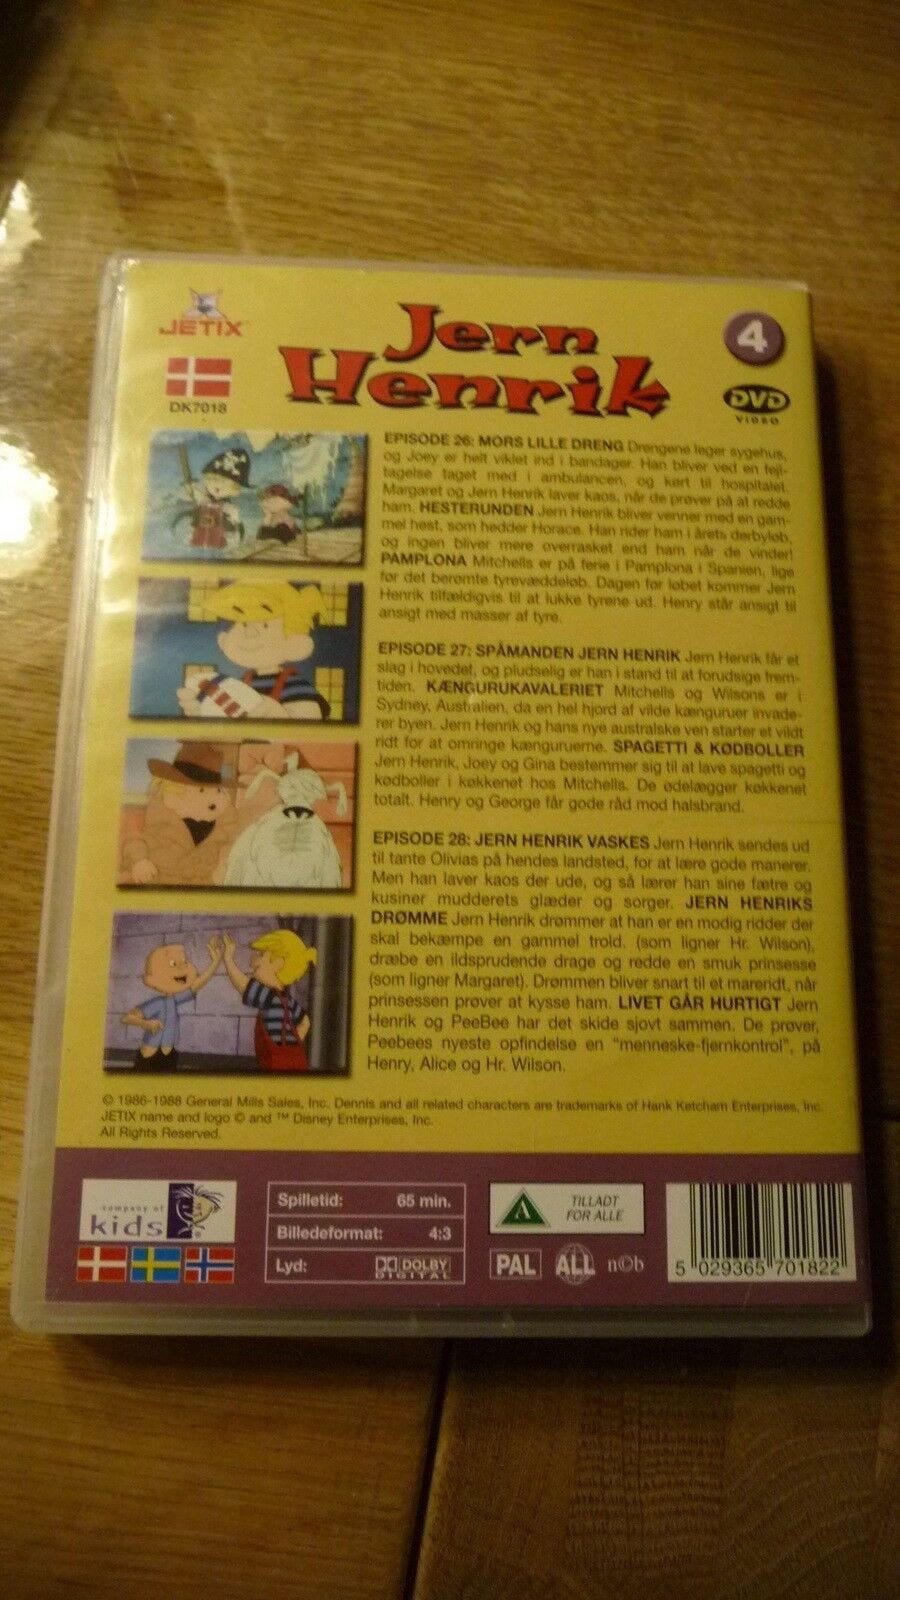 JETIX™
DK7018
Jern
Henrik
4
DVD
VIDEO
EPISODE 26: MORS LILLE DRENG Drengene leger sygehus,
og Joey er helt viklet ind i bandager. Han bliver ved en fejl-
tagelse taget med i ambulancen, og kørt til hospitalet.
Margaret og Jern Henrik laver kaos, når de prøver på at redde
ham. HESTERUNDEN Jern Henrik bliver venner med en gam-
mel hest, som hedder Horace. Han rider ham i årets derbyløb,
og ingen bliver mere overrasket end ham når de vinder!
PAMPLONA Mitchells er på ferie i Pamplona i Spanien, lige
før det berømte tyrevæddeløb. Dagen før løbet kommer Jern
Henrik tilfældigvis til at lukke tyrene ud. Henry står ansigt til
ansigt med masser af tyre.
EPISODE 27: SPÅMANDEN JERN HENRIK Jern Henrik får et
slag i hovedet, og pludselig er han i stand til at forudsige frem-
tiden. KÆNGURUKAVALERIET Mitchells og Wilsons er i
Sydney, Australien, da en hel hjord af vilde kænguruer invade-
rer byen. Jern Henrik og hans nye australske ven starter et vildt
ridt for at omringe kænguruerne. SPAGETTI & KØDBOLLER
Jern Henrik, Joey og Gina bestemmer sig til at lave spagetti og
kødboller i køkkenet hos Mitchells. De ødelægger køkkenet
totalt. Henry og George får gode råd mod halsbrand.
EPISODE 28: JERN HENRIK VASKES Jern Henrik sendes ud
til tante Olivias på hendes landsted, for at lære gode manerer.
Men han laver kaos der ude, og så lærer han sine fætre og
kusiner mudderets glæder og sorger. JERN HENRIKS
DRØMME Jern Henrik drømmer at han er en modig ridder der
skal bekæmpe en gammel trold. (som ligner Hr. Wilson),
dræbe en ildsprudende drage og redde en smuk prinsesse
(som ligner Margaret). Drømmen bliver snart til et mareridt, når
prinsessen prøver at kysse ham. LIVET GÅR HURTIGT Jern
Henrik og PeeBee har det skide sjovt sammen. De prøver,
Peebees nyeste opfindelse en "menneske-fjernkontrol", på
Henry, Alice og Hr. Wilson.
© 1986-1988 General Mills Sales, Inc. Dennis and all related characters are trademarks of Hank Ketcham Enterprises, Inc.
JETIX name and logo © and ™ Disney Enterprises, Inc.
All Rights Reserved.
company of
kids
Spilletid: 65 min.
Billedeformat: 4:3
Lyd: DOLBY
DIGITAL
A
TILLADT
FOR ALLE
PAL
ALL
n©b
5 029365 701822